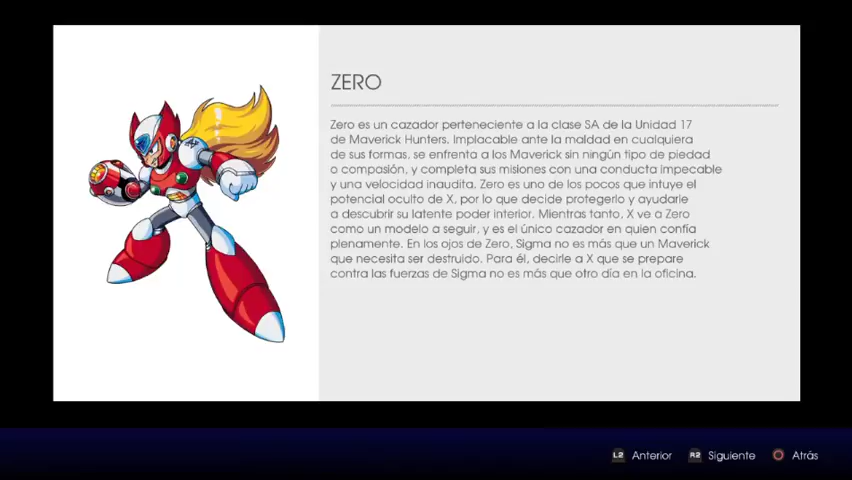 ZERO
Zero es un cazador perteneciente a la clase SA de la Unidad 17
de Maverick Hunters. Implacable ante la maldad en cualquiera
de sus formas, se enfrenta a los Maverick sin ningún tipo de piedad
o compasión, y completa sus misiones con una conducta impecable
y una velocidad inaudita. Zero es uno de los pocos que intuye el
potencial oculto de X, por lo que decide protegerlo y ayudarle
a descubrir su latente poder interior. Mientras tanto, X ve a Zero
como un modelo a seguir, y es el único cazador en quien confía
plenamente. En los ojos de Zero, Sigma no es más que un Maverick
que necesita ser destruido. Para él, decirle a X que se prepare
contra las fuerzas de Sigma no es más que otro día en la oficina.
L2 Anterior R2 Siguiente Atrás